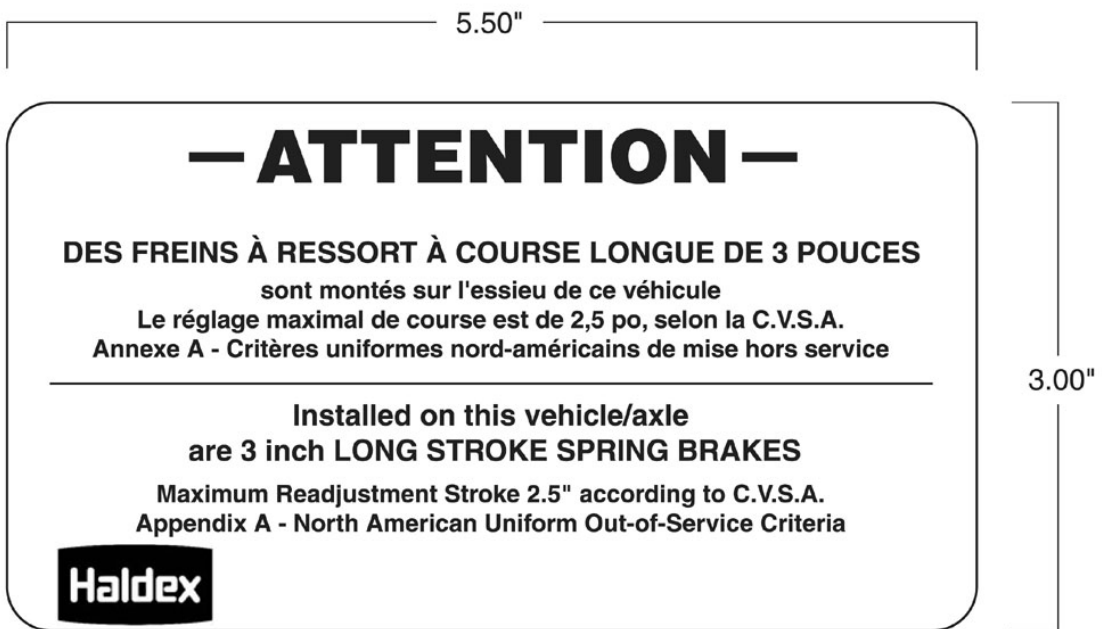 5.50"
— ATTENTION —
DES FREINS À RESSORT À COURSE LONGUE DE 3 POUCES
sont montés sur l'essieu de ce véhicule
Le réglage maximal de course est de 2,5 po, selon la C.V.S.A.
Annexe A - Critères uniformes nord-américains de mise hors service
3.00"
Installed on this vehicle/axle
are 3 inch LONG STROKE SPRING BRAKES
Maximum Readjustment Stroke 2.5" according to C.V.S.A.
Appendix A - North American Uniform Out-of-Service Criteria
Haldex